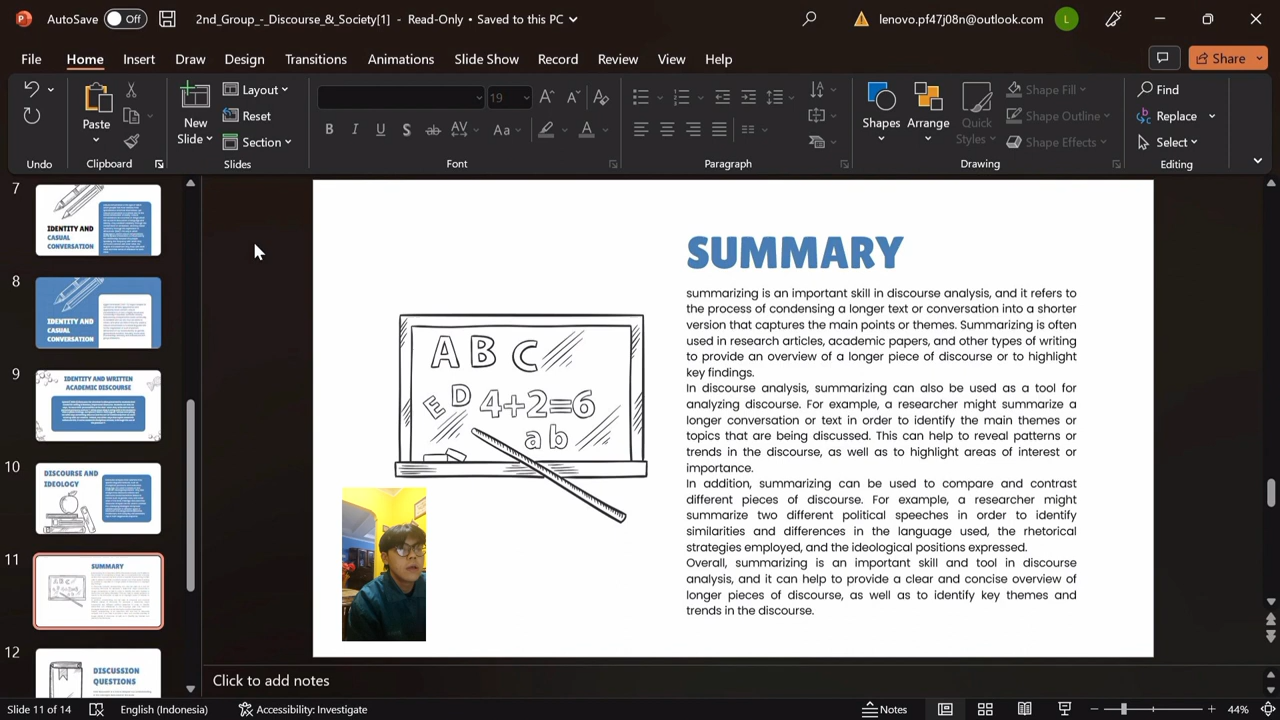 AutoSave Off 2nd_Group_-_Discourse_&_Society[1] - Read-Only • Saved to this PC lenovo.pf47j08n@outlook.com L
File Home Insert Draw Design Transitions Animations Slide Show Record Review View Help Share
Layout
Reset
Section
Paste
New
Slide
19
B I U S ab AV Aa A
Shapes Arrange Quick
Styles
Shape Fill
Shape Outline
Shape Effects
Find
Replace
Select
Undo Clipboard Slides Font Paragraph Drawing Editing
7
IDENTITY AND
CASUAL
CONVERSATION
8
IDENTITY AND
CASUAL
CONVERSATION
9
IDENTITY AND WRITTEN
ACADEMIC DISCOURSE
10
DISCOURSE AND
IDEOLOGY
11
SUMMARY
12
DISCUSSION
QUESTIONS
A B C
E D 4+2=6
a b
SUMMARY
summarizing is an important skill in discourse analysis, and it refers to
the process of condensing a longer text or conversation into a shorter
version that captures the main points or themes. Summarizing is often
used in research articles, academic papers, and other types of writing
to provide an overview of a longer piece of discourse or to highlight
key findings.
In discourse analysis, summarizing can also be used as a tool for
analyzing discourse. For example, a researcher might summarize a
longer conversation or text in order to identify the main themes or
topics that are being discussed. This can help to reveal patterns or
trends in the discourse, as well as to highlight areas of interest or
importance.
In addition, summarizing can be used to compare and contrast
different pieces of discourse. For example, a researcher might
summarize two different political speeches in order to identify
similarities and differences in the language used, the rhetorical
strategies employed, and the ideological positions expressed.
Overall, summarizing is an important skill and tool in discourse
analysis, and it can help to provide a clear and concise overview of
longer pieces of discourse, as well as to identify key themes and
trends in the discourse.
Click to add notes
Slide 11 of 14 English (Indonesia) Accessibility: Investigate Notes 44%